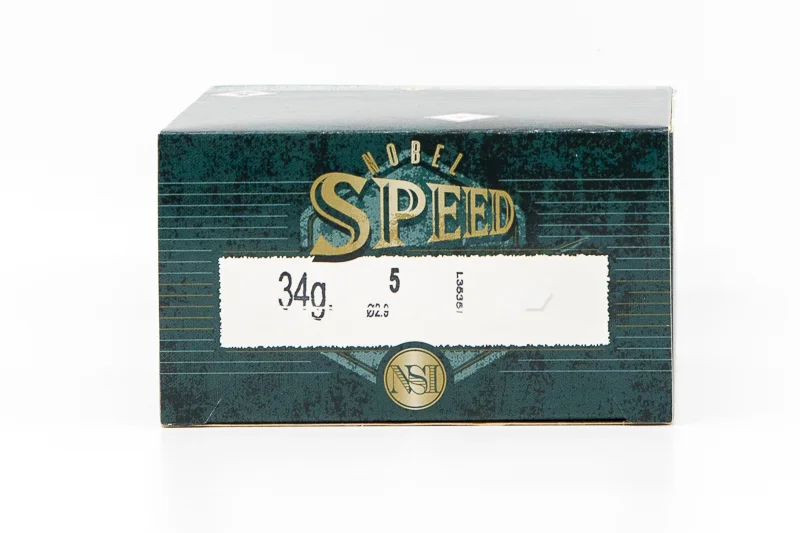 NOBEL
SPEED
34g. 5
Ø2.9
L35351
NSI